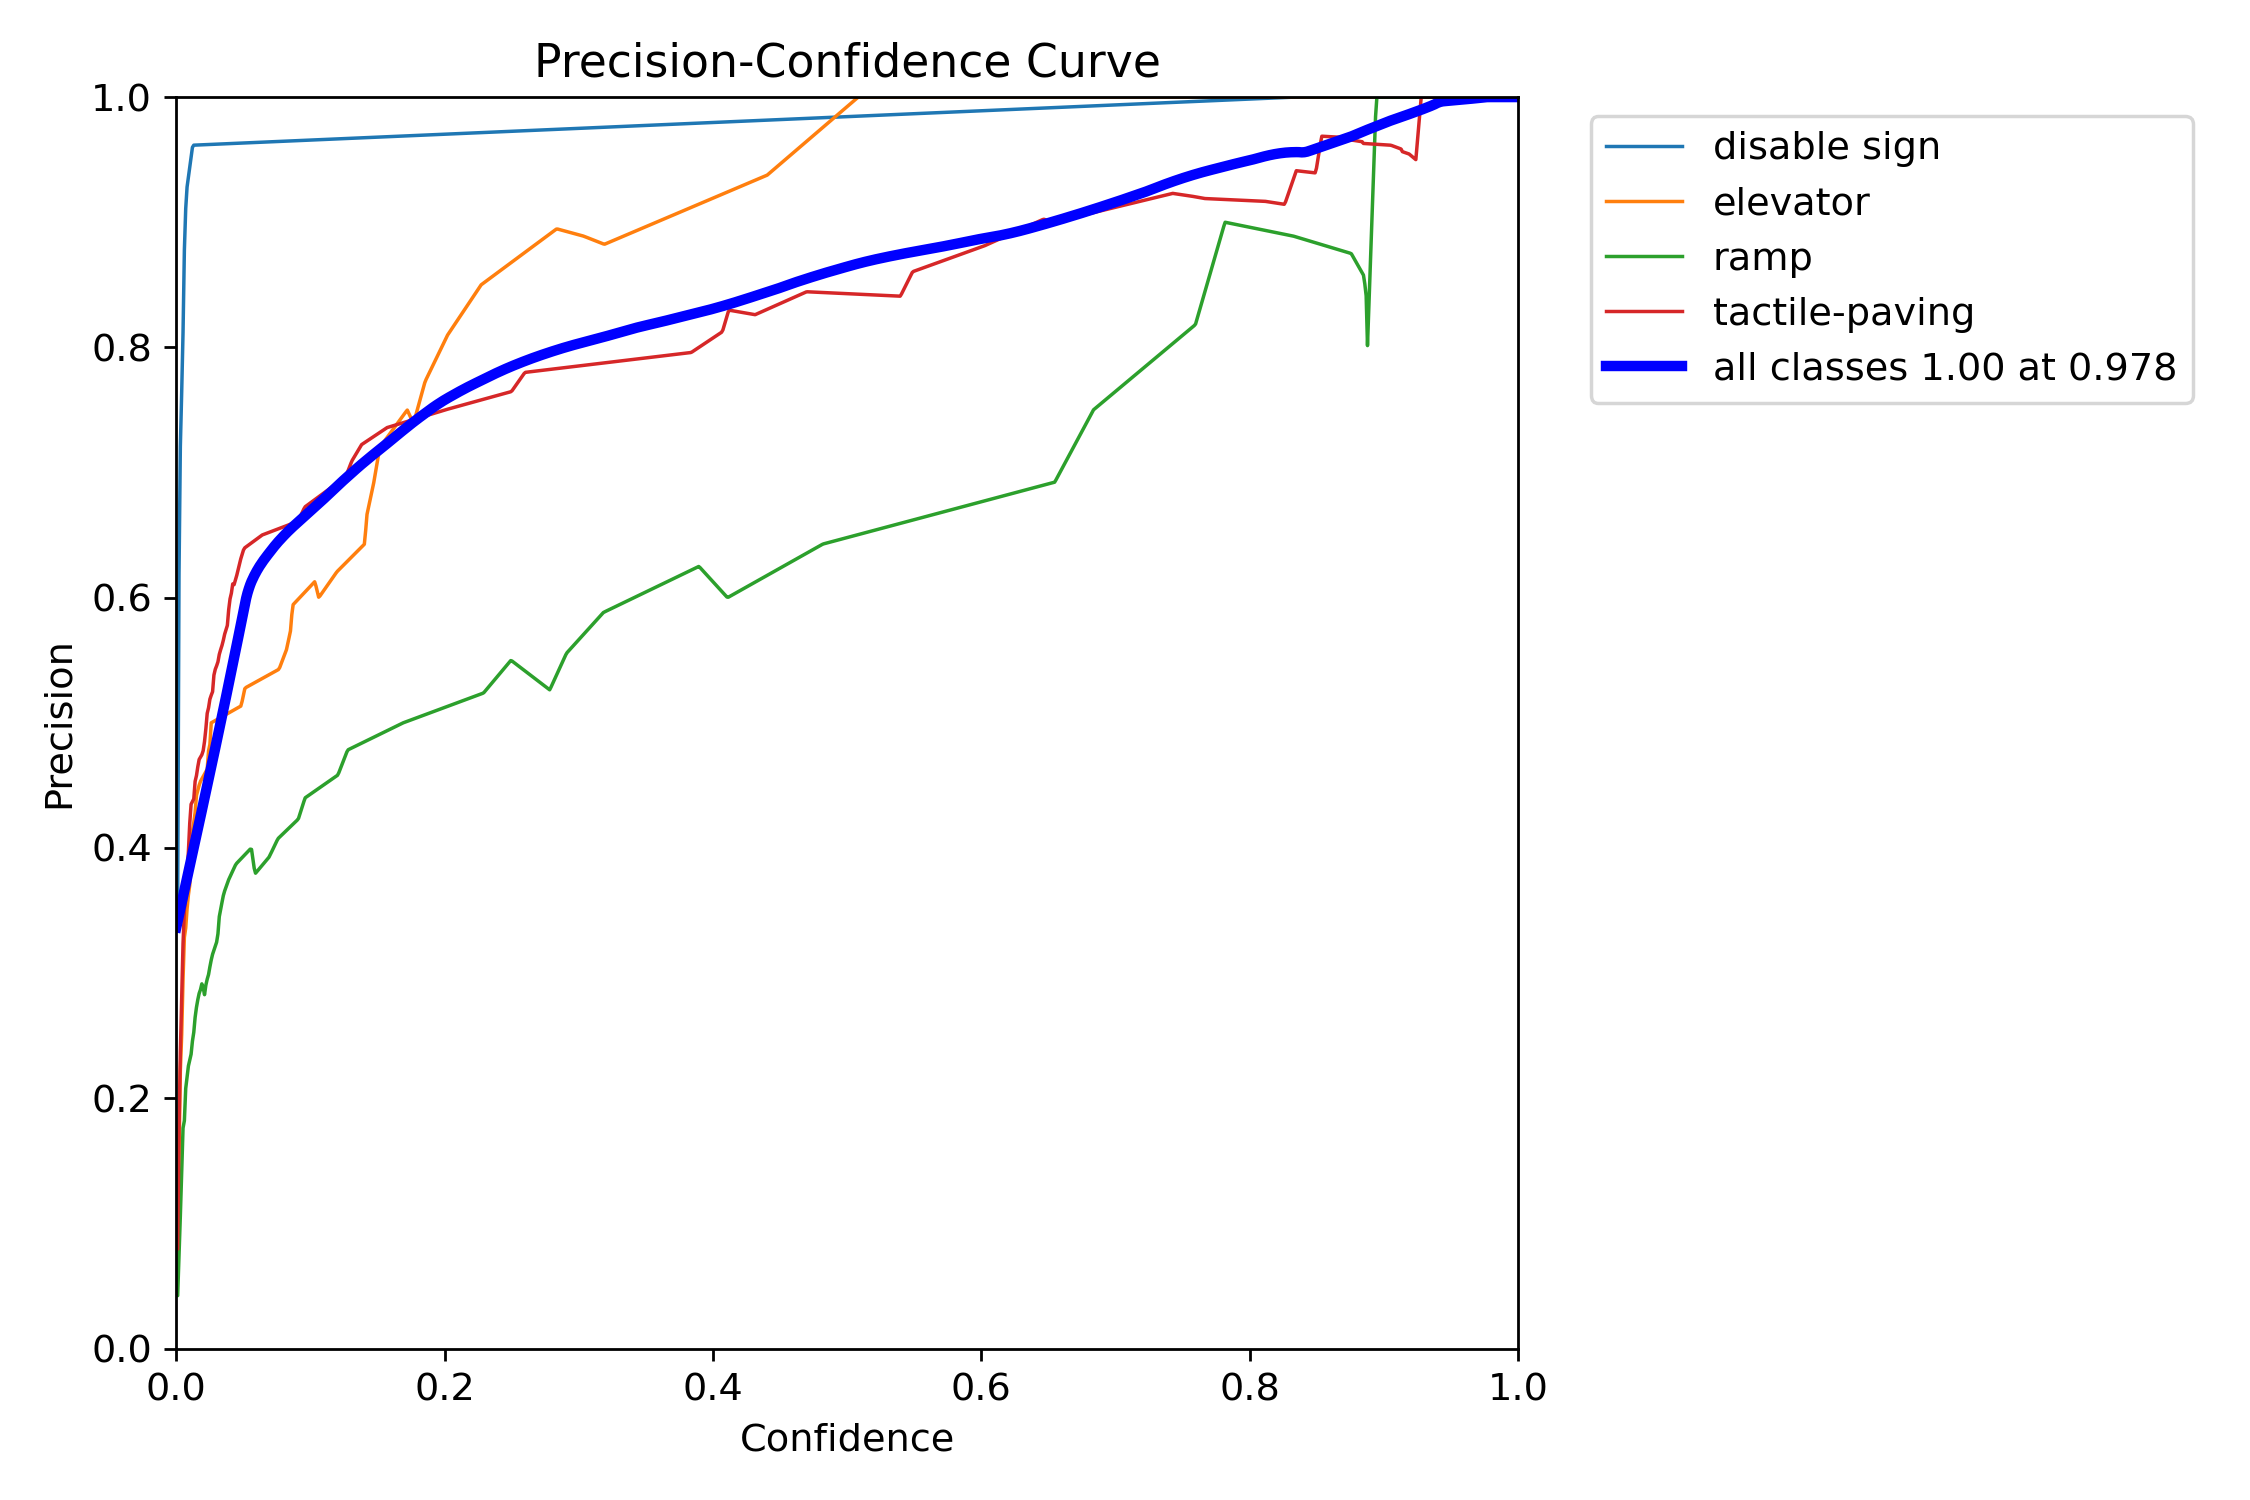 Precision-Confidence Curve
1.0
0.8
0.6
0.4
0.2
0.0
Precision
0.0 0.2 0.4 0.6 0.8 1.0
Confidence
disable sign
elevator
ramp
tactile-paving
all classes 1.00 at 0.978